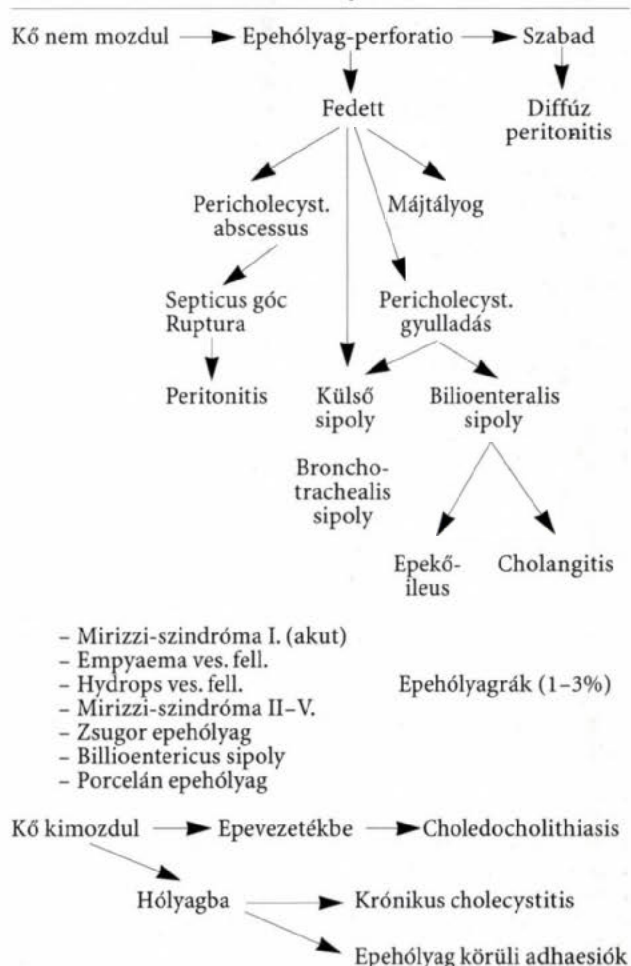 Kő nem mozdul Epehólyag-perforatio Szabad
Fedett Diffúz
peritonitis
Pericholecyst.
abscessus
Májtályog
Septicus góc
Ruptura
Pericholecyst.
gyulladás
Peritonitis
Külső
sipoly
Bilioenteralis
sipoly
Broncho-
trachealis
sipoly
Epekő-
ileus
Cholangitis
– Mirizzi-szindróma I. (akut)
– Empyaema ves. fell.
– Hydrops ves. fell.
– Mirizzi-szindróma II–V.
– Zsugor epehólyag
– Billioentericus sipoly
– Porcelán epehólyag
Epehólyagrák (1–3%)
Kő kimozdul Epevezetékbe Choledocholithiasis
Hólyagba Krónikus cholecystitis
Epehólyag körüli adhaesiók